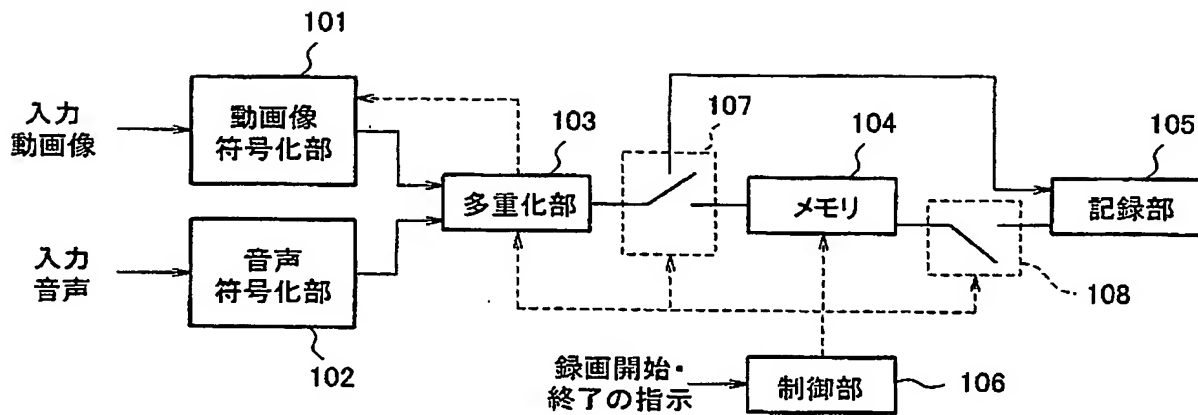 101
入力
動画像
動画像
符号化部
103
107
104
105
多重化部
メモリ
記録部
入力
音声
音声
符号化部
102
108
録画開始・
終了の指示
制御部
106